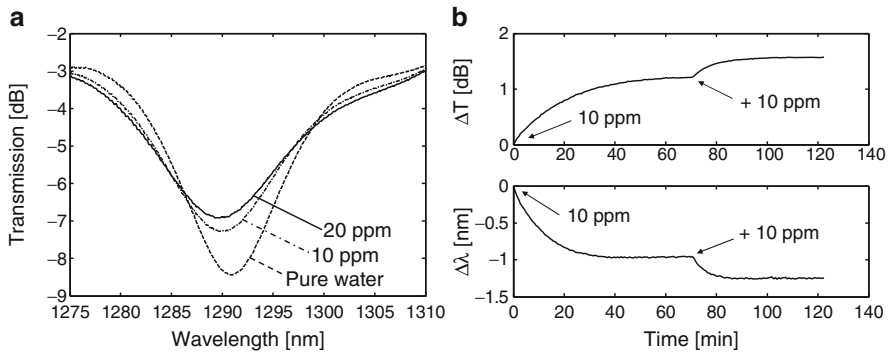 a
−2
−3
−4
−5
−6
−7
−8
−9
Transmission [dB]
20 ppm
10 ppm
Pure water
1275 1280 1285 1290 1295 1300 1305 1310
Wavelength [nm]
b
2
1
0
ΔT [dB]
10 ppm
+ 10 ppm
0 20 40 60 80 100 120 140
0
−0.5
−1
−1.5
Δλ [nm]
10 ppm
+ 10 ppm
0 20 40 60 80 100 120 140
Time [min]